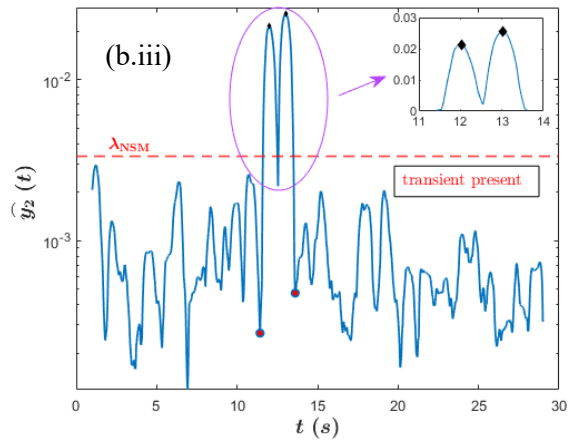 (b.iii)
0.03
0.02
0.01
0
11 12 13 14
10⁻²
λNSM
transient present
ŷ₂ (t)
10⁻³
0 5 10 15 20 25 30
t (s)